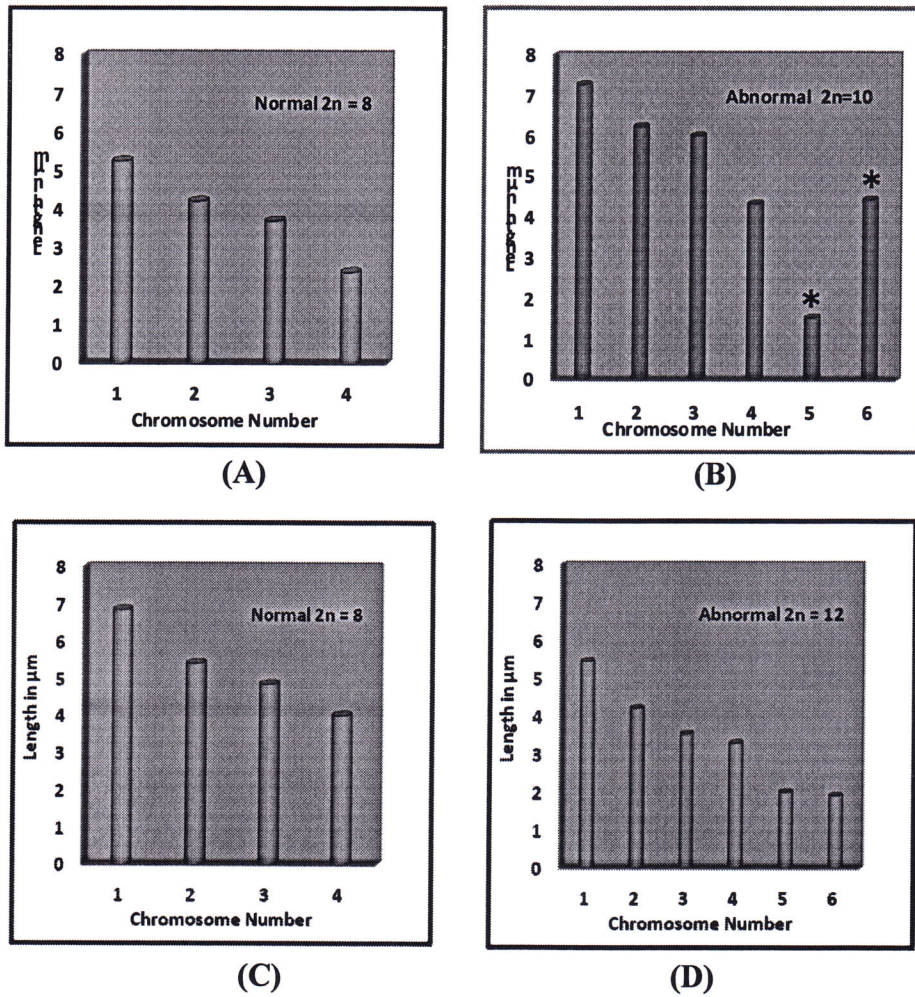 8
7
6
5
4
3
2
1
0
Normal 2n = 8
1 2 3 4
Chromosome Number
(A)
8
7
6
5
4
3
2
1
0
Abnormal 2n=10
*
*
1 2 3 4 5 6
Chromosome Number
(B)
Length in µm
8
7
6
5
4
3
2
1
0
Normal 2n = 8
1 2 3 4
Chromosome Number
(C)
Length in µm
8
7
6
5
4
3
2
1
0
Abnormal 2n = 12
1 2 3 4 5 6
Chromosome Number
(D)